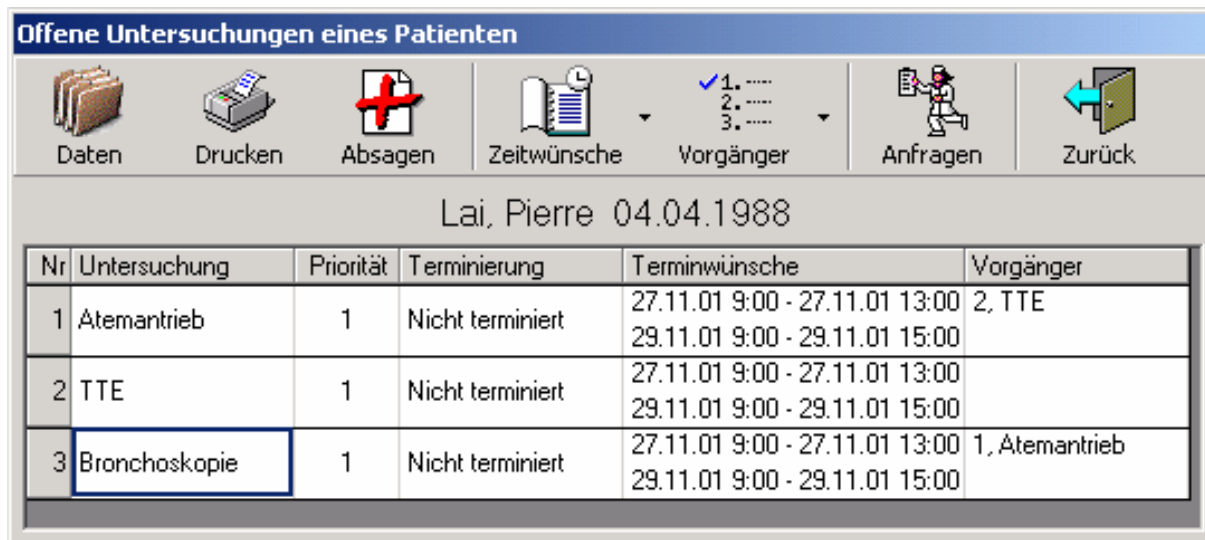 Offene Untersuchungen eines Patienten
1.
2.
3.
Daten Drucken Absagen Zeitwünsche Vorgänger Anfragen Zurück
Lai, Pierre 04.04.1988
Nr Untersuchung Priorität Terminierung Terminwünsche Vorgänger
1 Atemantrieb 1 Nicht terminiert 27.11.01 9:00 - 27.11.01 13:00 2, TTE
29.11.01 9:00 - 29.11.01 15:00
2 TTE 1 Nicht terminiert 27.11.01 9:00 - 27.11.01 13:00
29.11.01 9:00 - 29.11.01 15:00
3 Bronchoskopie 1 Nicht terminiert 27.11.01 9:00 - 27.11.01 13:00 1, Atemantrieb
29.11.01 9:00 - 29.11.01 15:00